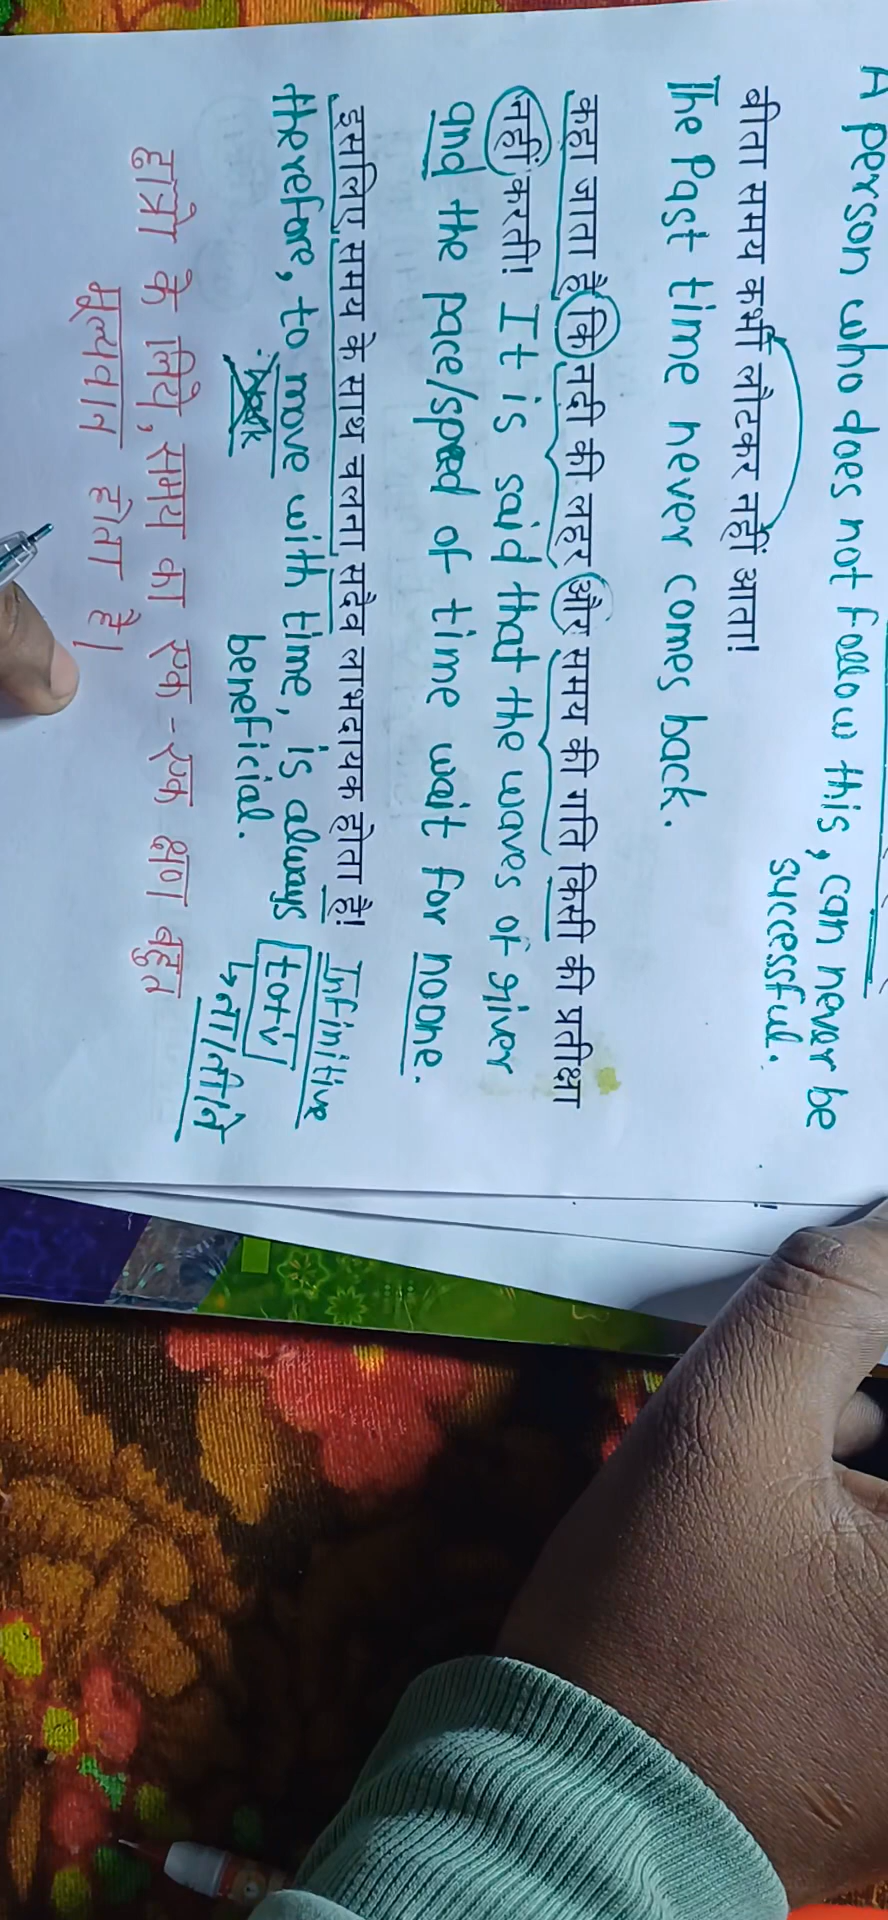 A person who does not follow this, can never be
successful.
बीता समय कभी लौटकर नहीं आता!
The Past time never comes back.
कहा जाता है कि नदी की लहर और समय की गति किसी की प्रतीक्षा
नहीं करती! It is said that the waves of river
and the pace/speed of time wait for noone.
इसलिए समय के साथ चलना सदैव लाभदायक होता है! Infinitive
therefore, to move with time, is always to+v
beneficial. ↳ ना/नी/ने
छात्रो के लिये, समय का एक-एक क्षण बहुत
मूल्यवान होता है।